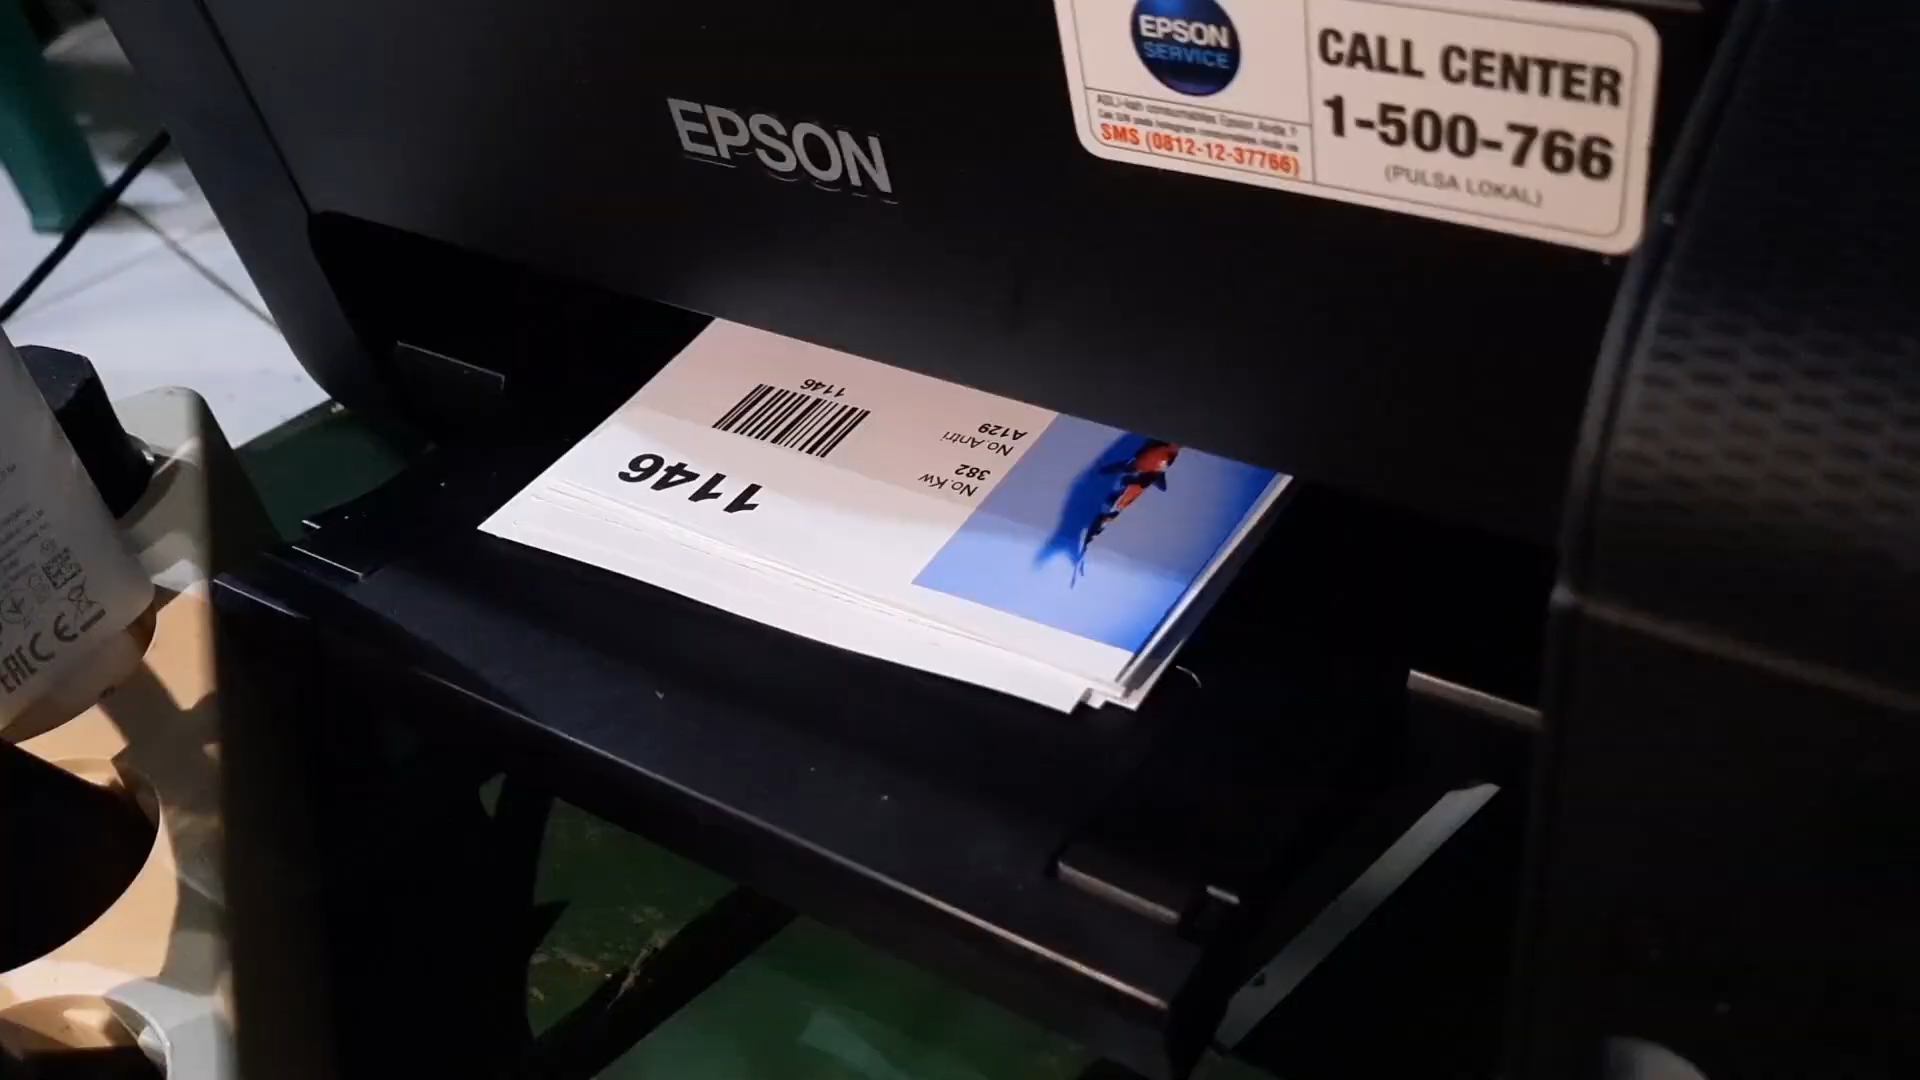 EPSON
EPSON
SERVICE
CALL CENTER
1-500-766
(PULSA LOKAL)
SMS (0812-12-37766)
1146
No.Kw
382
No.Antri
A129
1146